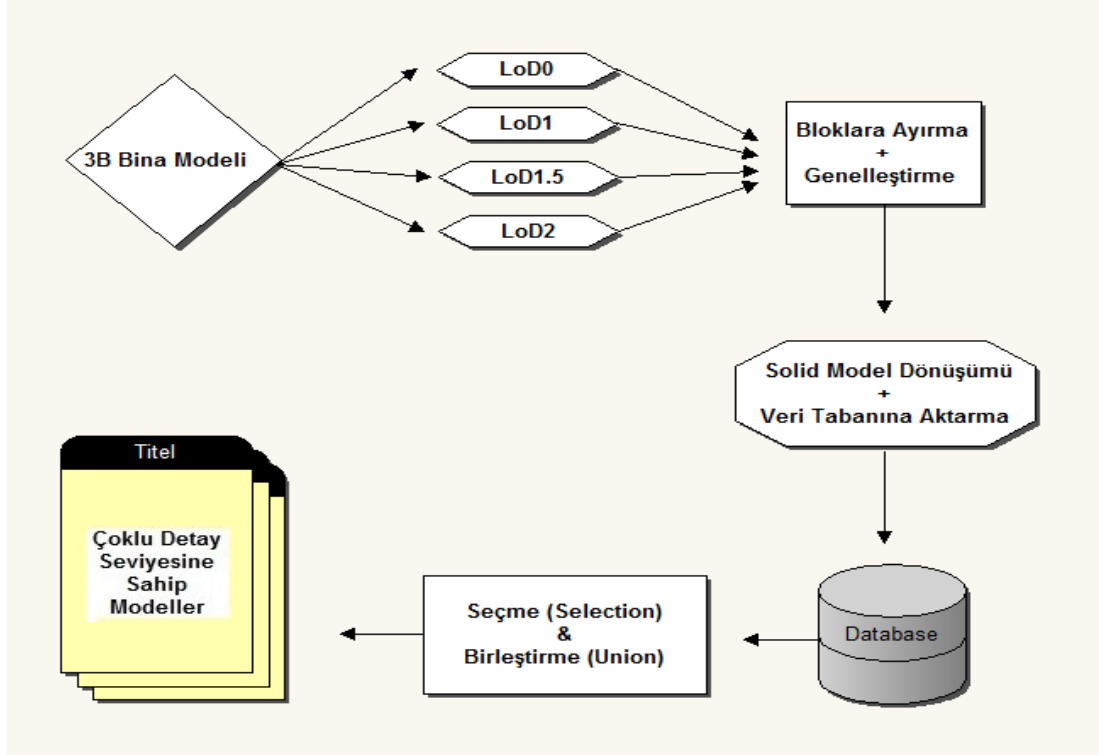 3B Bina Modeli
LoD0
LoD1
LoD1.5
LoD2
Bloklara Ayırma
+
Genelleştirme
Solid Model Dönüşümü
+
Veri Tabanına Aktarma
Database
Seçme (Selection)
&
Birleştirme (Union)
Titel
Çoklu Detay
Seviyesine
Sahip
Modeller